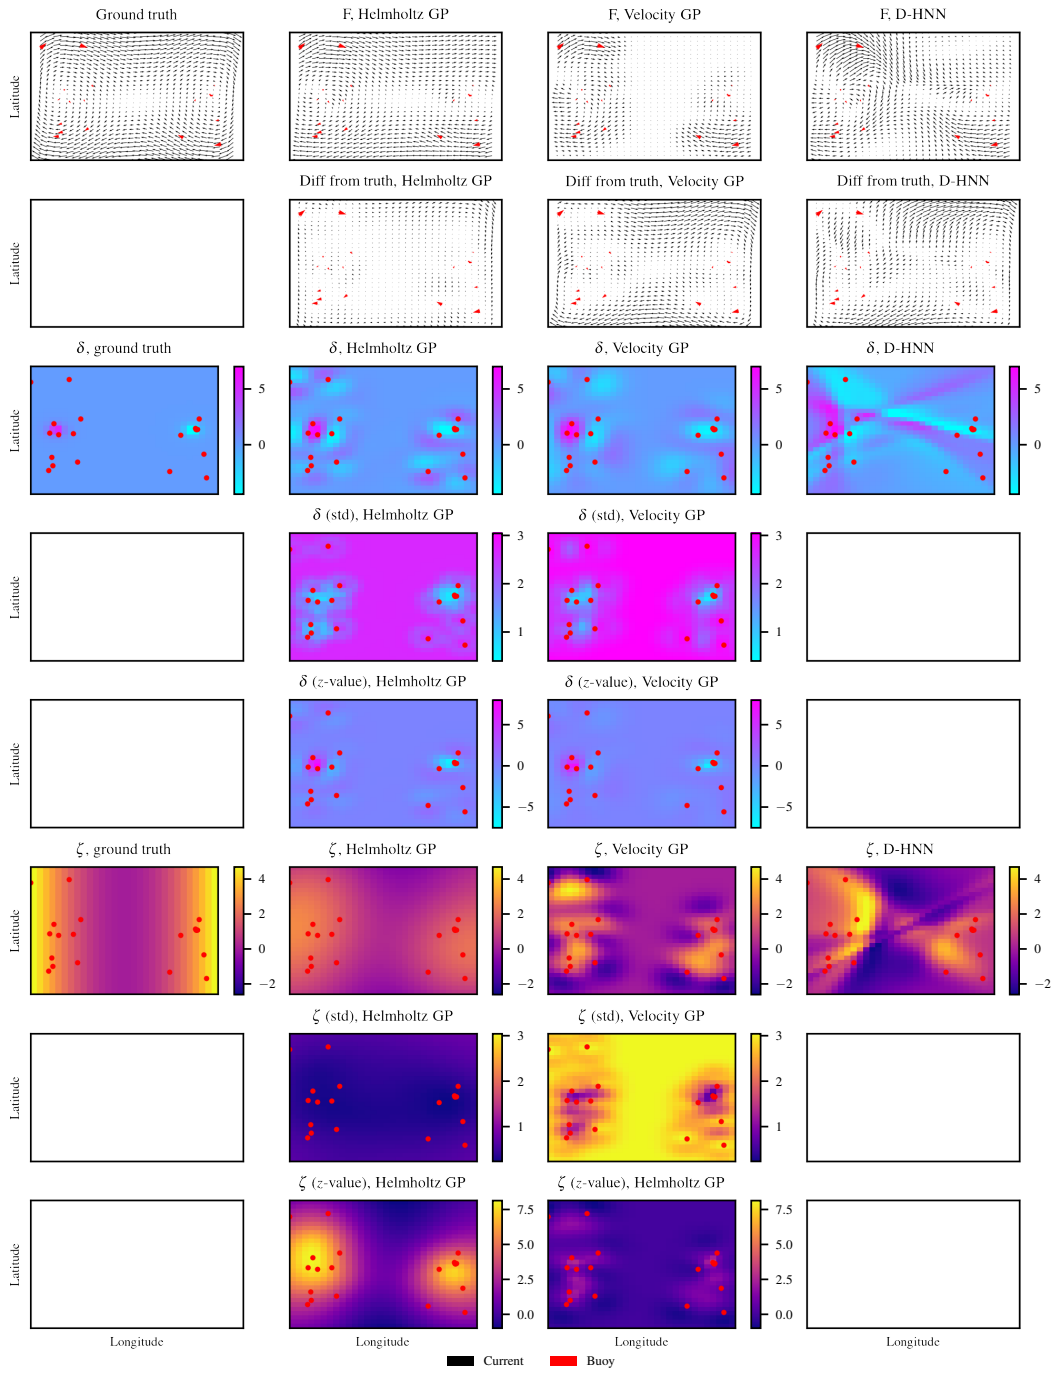 Ground truth
F, Helmholtz GP
F, Velocity GP
F, D-HNN
Latitude
Diff from truth, Helmholtz GP
Diff from truth, Velocity GP
Diff from truth, D-HNN
Latitude
δ, ground truth
δ, Helmholtz GP
δ, Velocity GP
δ, D-HNN
Latitude
5
0
5
0
5
0
5
0
δ (std), Helmholtz GP
δ (std), Velocity GP
Latitude
3
2
1
3
2
1
δ (z-value), Helmholtz GP
δ (z-value), Velocity GP
Latitude
5
0
−5
5
0
−5
ζ, ground truth
ζ, Helmholtz GP
ζ, Velocity GP
ζ, D-HNN
Latitude
4
2
0
−2
4
2
0
−2
4
2
0
−2
4
2
0
−2
ζ (std), Helmholtz GP
ζ (std), Velocity GP
Latitude
3
2
1
3
2
1
ζ (z-value), Helmholtz GP
ζ (z-value), Helmholtz GP
Latitude
7.5
5.0
2.5
0.0
7.5
5.0
2.5
0.0
Longitude
Longitude
Longitude
Longitude
Current
Buoy